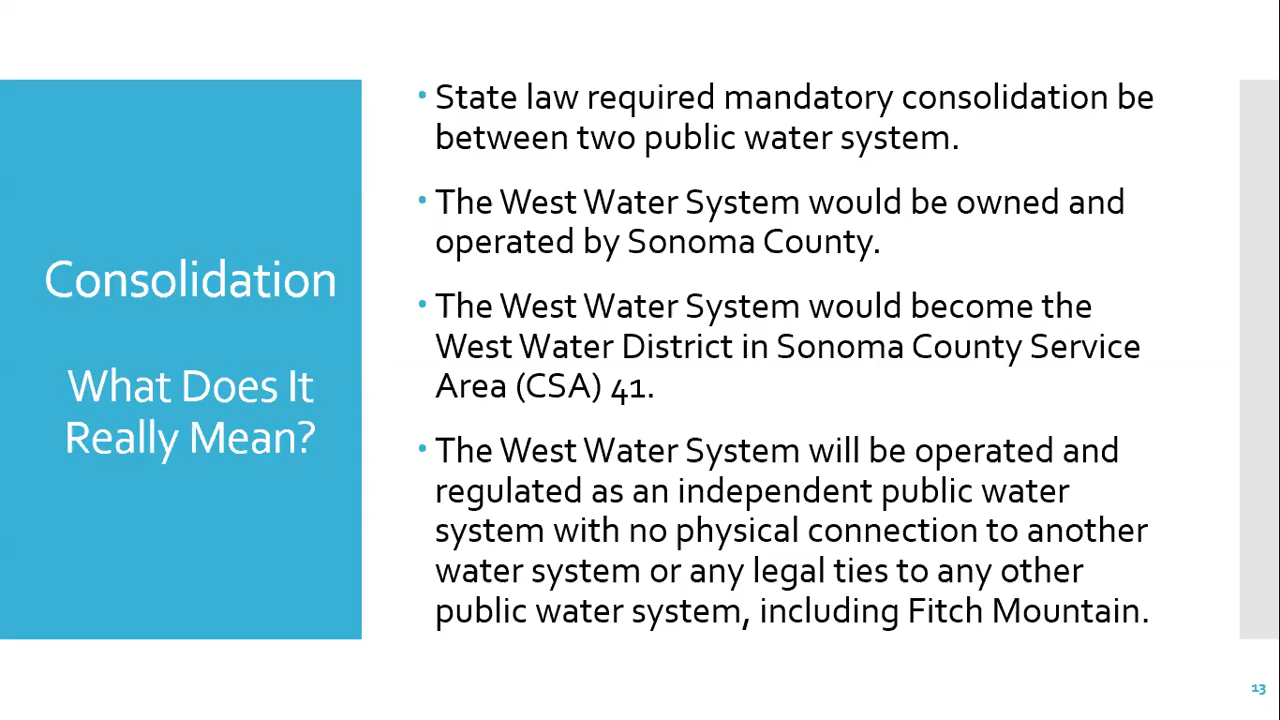 Consolidation
What Does It
Really Mean?
• State law required mandatory consolidation be
between two public water system.
• The West Water System would be owned and
operated by Sonoma County.
• The West Water System would become the
West Water District in Sonoma County Service
Area (CSA) 41.
• The West Water System will be operated and
regulated as an independent public water
system with no physical connection to another
water system or any legal ties to any other
public water system, including Fitch Mountain.
13